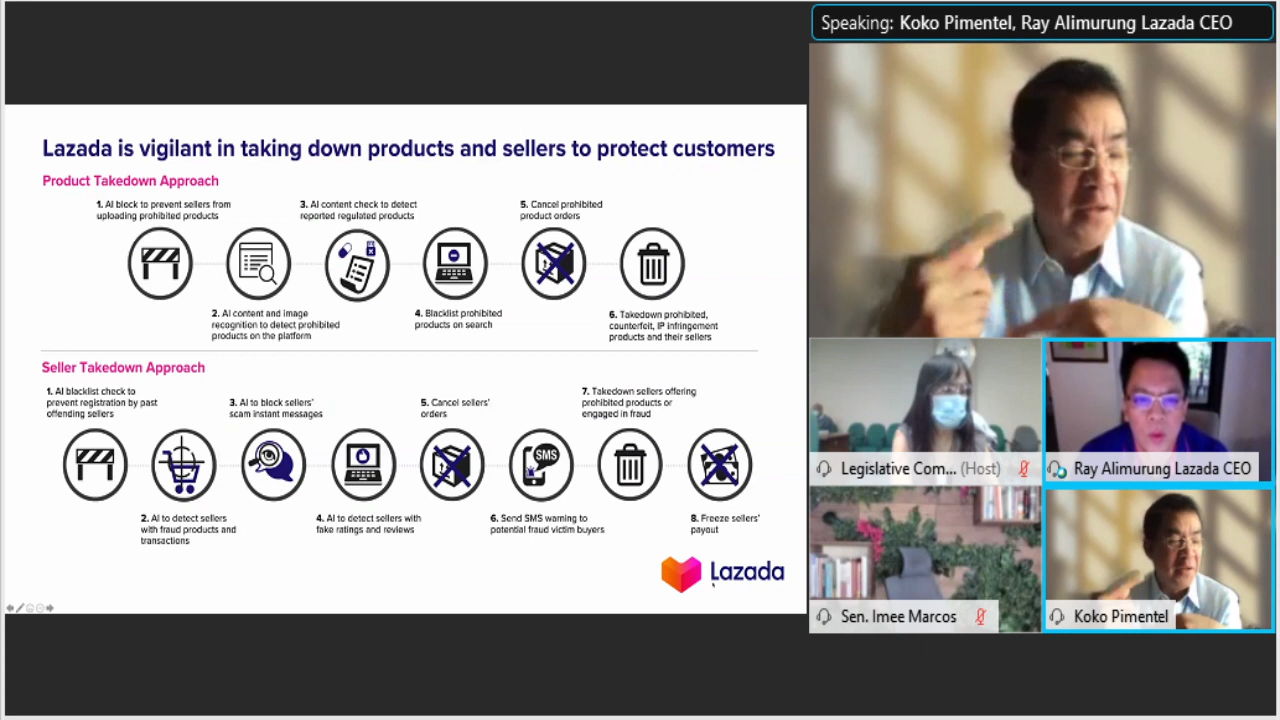 Speaking: Koko Pimentel, Ray Alimurung Lazada CEO
Lazada is vigilant in taking down products and sellers to protect customers
Product Takedown Approach
1. AI block to prevent sellers from
uploading prohibited products
3. AI content check to detect
reported regulated products
5. Cancel prohibited
product orders
2. AI content and image
recognition to detect prohibited
products on the platform
4. Blacklist prohibited
products on search
6. Takedown prohibited,
counterfeit, IP infringement
products and their sellers
Seller Takedown Approach
1. AI blacklist check to
prevent registration by past
offending sellers
3. AI to block sellers'
scam instant messages
5. Cancel sellers'
orders
7. Takedown sellers offering
prohibited products or
engaged in fraud
SMS
2. AI to detect sellers
with fraud products and
transactions
4. AI to detect sellers with
fake ratings and reviews
6. Send SMS warning to
potential fraud victim buyers
8. Freeze sellers'
payout
Lazada
Legislative Com... (Host)
Ray Alimurung Lazada CEO
Sen. Imee Marcos
Koko Pimentel